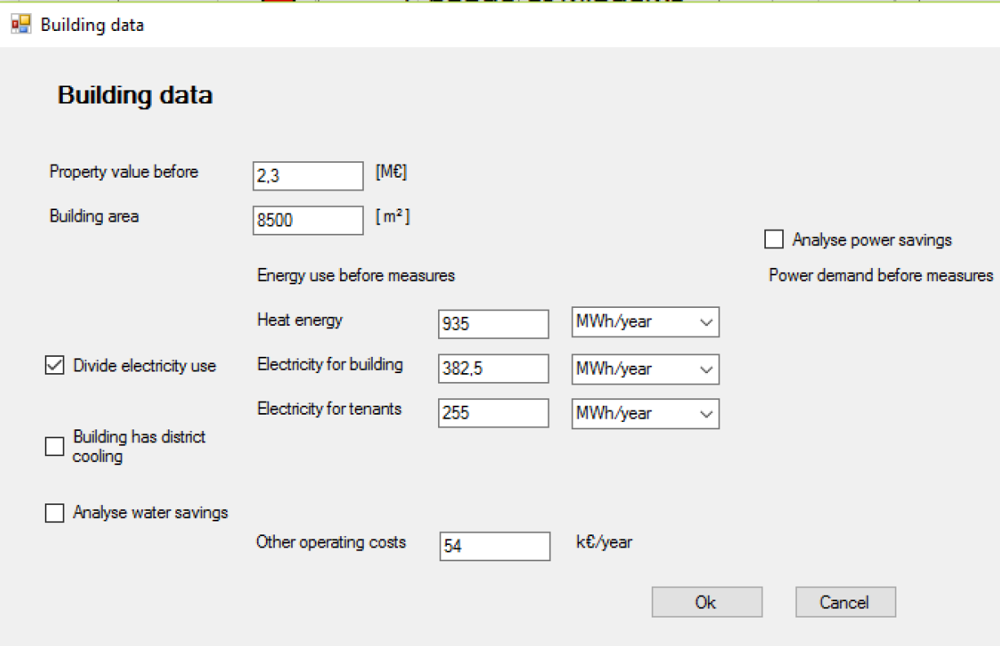 Building data
Building data
Property value before 2,3 [M€]
Building area 8500 [ m² ]
Analyse power savings
Energy use before measures Power demand before measures
Heat energy 935 MWh/year
Divide electricity use Electricity for building 382,5 MWh/year
Electricity for tenants 255 MWh/year
Building has district
cooling
Analyse water savings
Other operating costs 54 k€/year
Ok Cancel